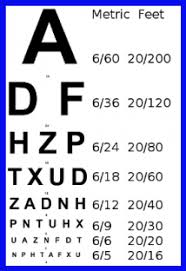 Metric Feet
A 6/60 20/200
D F 6/36 20/120
H Z P 6/24 20/80
T X U D 6/18 20/60
Z A D N H 6/12 20/40
P N T U H X 6/9 20/30
U A Z N F D T 6/6 20/20
N P H T A F X U 6/5 20/16